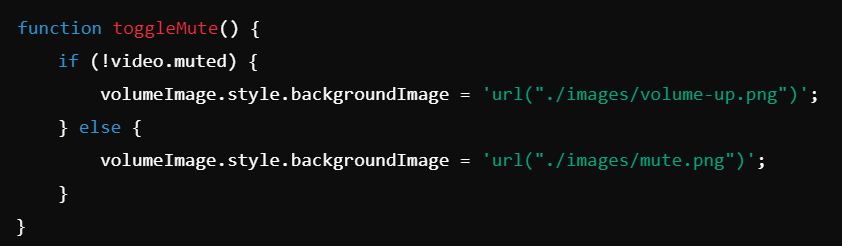 function toggleMute() {
if (!video.muted) {
volumeImage.style.backgroundImage = 'url("./images/volume-up.png")';
} else {
volumeImage.style.backgroundImage = 'url("./images/mute.png")';
}
}